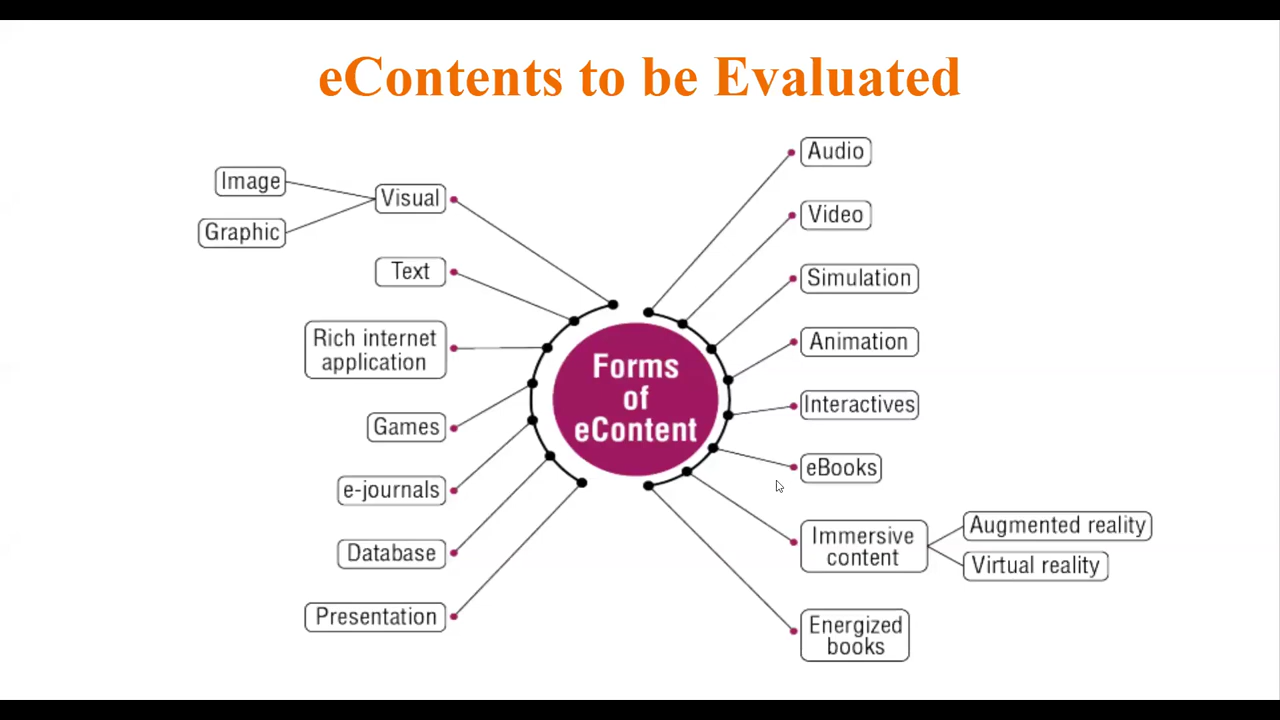 eContents to be Evaluated
Image
Graphic
Visual
Text
Rich internet
application
Games
e-journals
Database
Presentation
Forms
of
eContent
Audio
Video
Simulation
Animation
Interactives
eBooks
Immersive
content
Augmented reality
Virtual reality
Energized
books